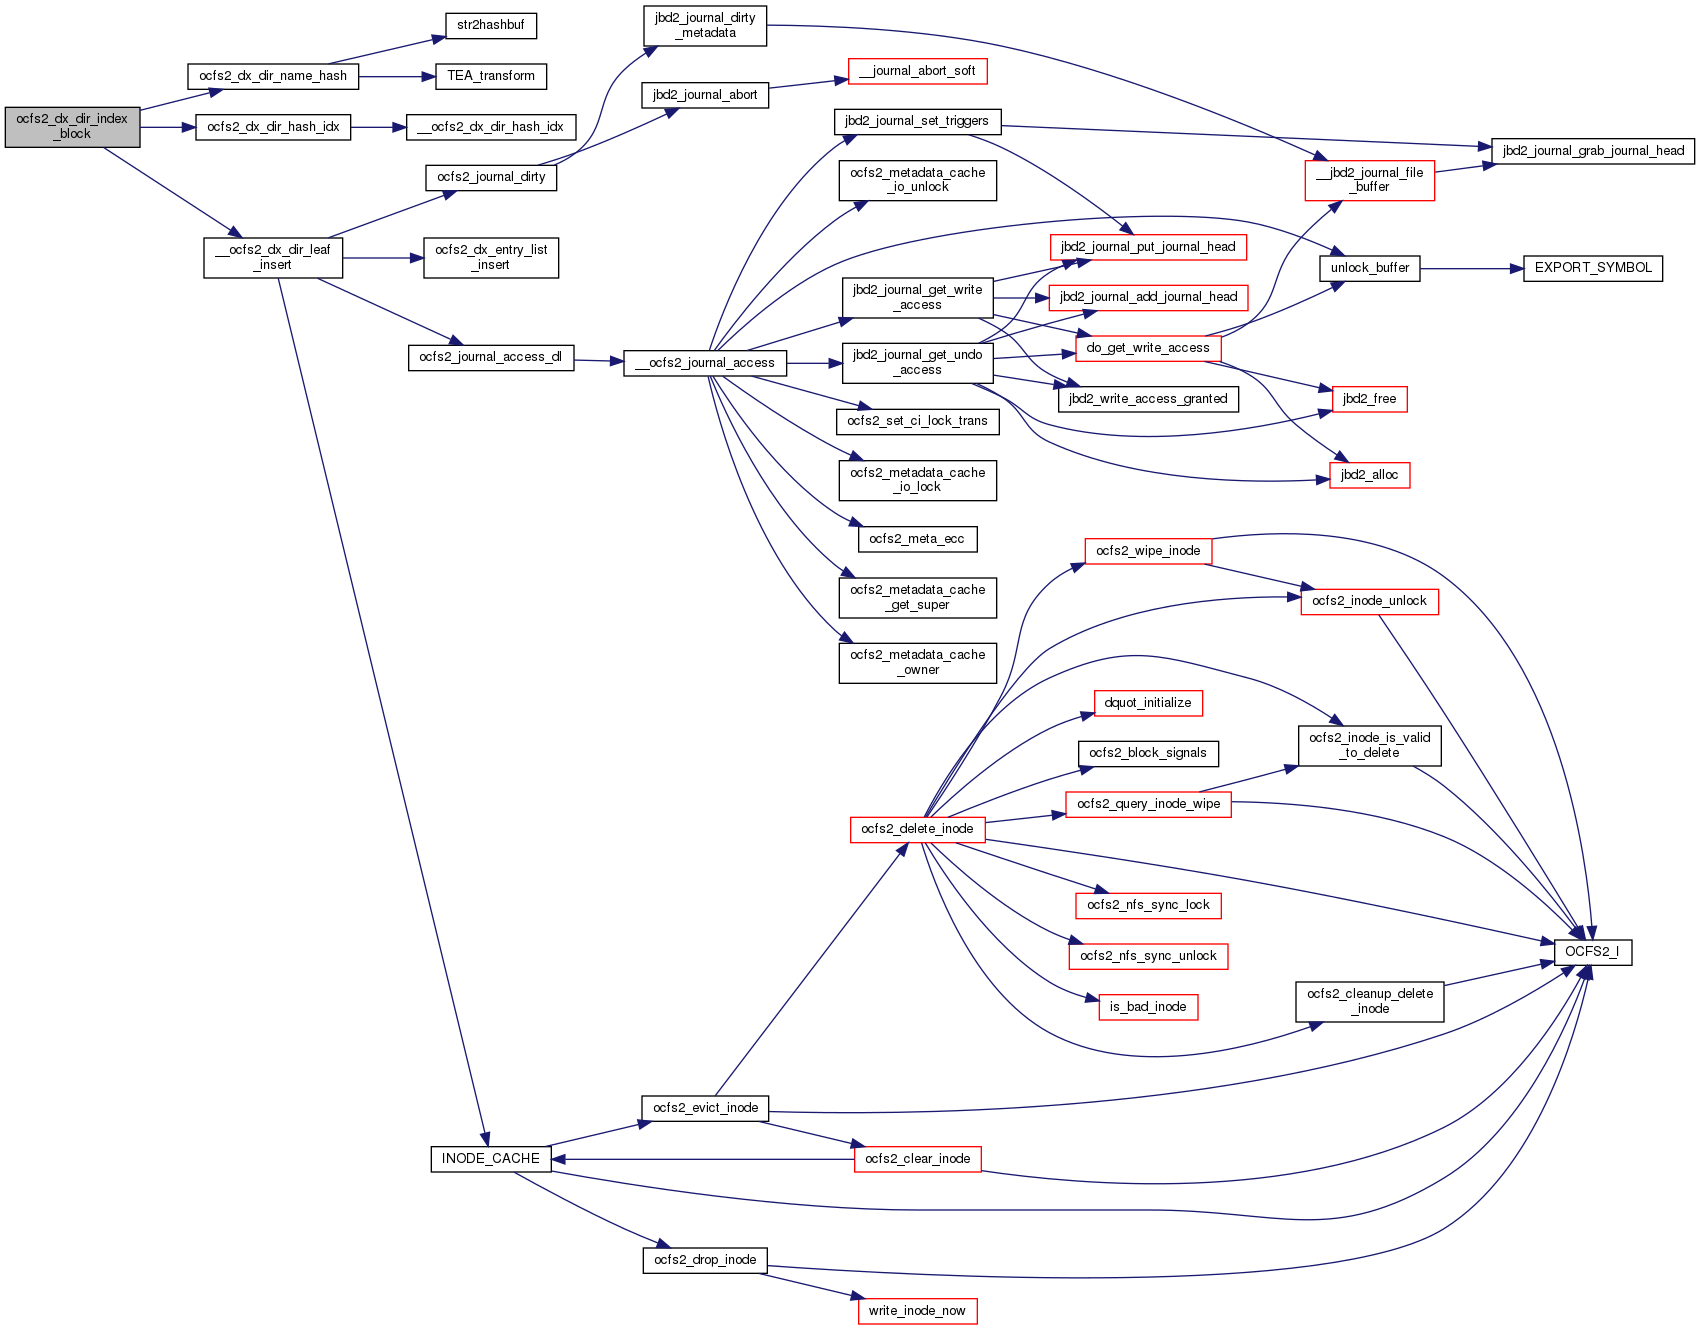 ocfs2_dx_dir_index
_block
ocfs2_dx_dir_name_hash
ocfs2_dx_dir_hash_idx
__ocfs2_dx_dir_leaf
_insert
str2hashbuf
TEA_transform
__ocfs2_dx_dir_hash_idx
ocfs2_journal_dirty
ocfs2_dx_entry_list
_insert
ocfs2_journal_access_dl
INODE_CACHE
jbd2_journal_dirty
_metadata
jbd2_journal_abort
__ocfs2_journal_access
ocfs2_evict_inode
ocfs2_drop_inode
__journal_abort_soft
jbd2_journal_set_triggers
ocfs2_metadata_cache
_io_unlock
jbd2_journal_get_write
_access
jbd2_journal_get_undo
_access
ocfs2_set_ci_lock_trans
ocfs2_metadata_cache
_io_lock
ocfs2_meta_ecc
ocfs2_metadata_cache
_get_super
ocfs2_metadata_cache
_owner
ocfs2_delete_inode
ocfs2_clear_inode
write_inode_now
jbd2_journal_put_journal_head
jbd2_journal_add_journal_head
do_get_write_access
jbd2_write_access_granted
ocfs2_wipe_inode
dquot_initialize
ocfs2_block_signals
ocfs2_query_inode_wipe
ocfs2_nfs_sync_lock
ocfs2_nfs_sync_unlock
is_bad_inode
__jbd2_journal_file
_buffer
unlock_buffer
jbd2_free
jbd2_alloc
ocfs2_inode_unlock
ocfs2_inode_is_valid
_to_delete
ocfs2_cleanup_delete
_inode
jbd2_journal_grab_journal_head
EXPORT_SYMBOL
OCFS2_I